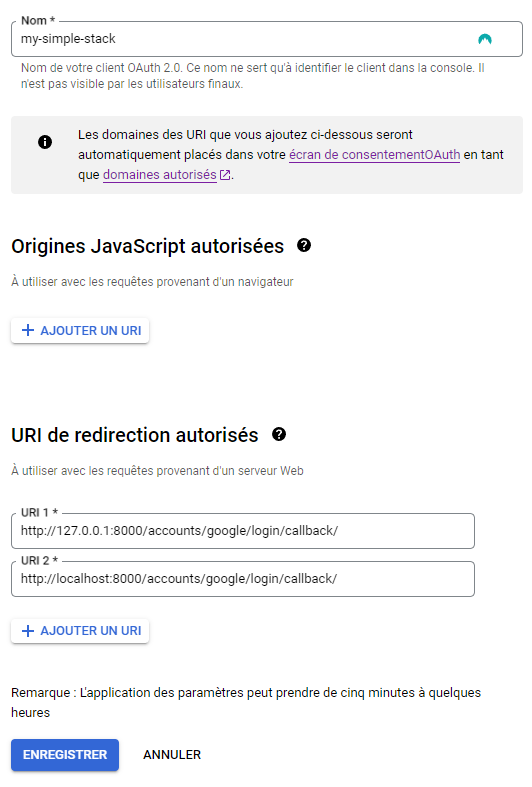 Nom *
my-simple-stack
Nom de votre client OAuth 2.0. Ce nom ne sert qu'à identifier le client dans la console. Il
n'est pas visible par les utilisateurs finaux.
Les domaines des URI que vous ajoutez ci-dessous seront
automatiquement placés dans votre écran de consentementOAuth en tant
que domaines autorisés.
Origines JavaScript autorisées
À utiliser avec les requêtes provenant d'un navigateur
AJOUTER UN URI
URI de redirection autorisés
À utiliser avec les requêtes provenant d'un serveur Web
URI 1 *
http://127.0.0.1:8000/accounts/google/login/callback/
URI 2 *
http://localhost:8000/accounts/google/login/callback/
AJOUTER UN URI
Remarque : L'application des paramètres peut prendre de cinq minutes à quelques
heures
ENREGISTRER ANNULER